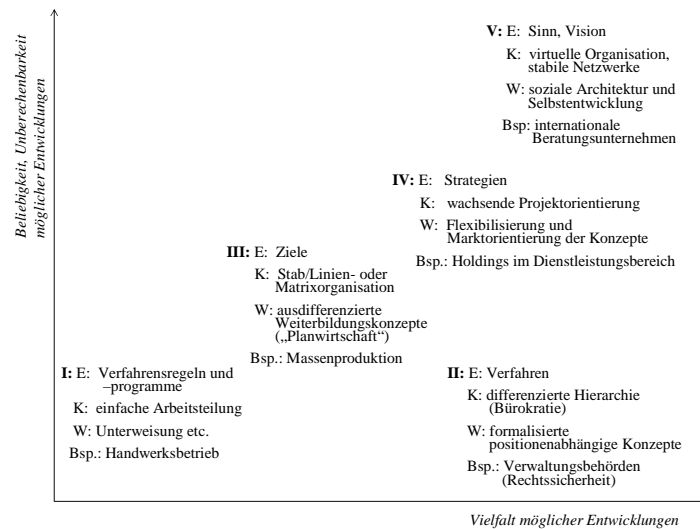 Beliebigkeit, Unberechenbarkeit
möglicher Entwicklungen
V: E: Sinn, Vision
K: virtuelle Organisation,
stabile Netzwerke
W: soziale Architektur und
Selbstentwicklung
Bsp: internationale
Beratungsunternehmen
IV: E: Strategien
K: wachsende Projektorientierung
W: Flexibilisierung und
Marktorientierung der Konzepte
Bsp.: Holdings im Dienstleistungsbereich
III: E: Ziele
K: Stab/Linien- oder
Matrixorganisation
W: ausdifferenzierte
Weiterbildungskonzepte
(„Planwirtschaft“)
Bsp.: Massenproduktion
I: E: Verfahrensregeln und
–programme
K: einfache Arbeitsteilung
W: Unterweisung etc.
Bsp.: Handwerksbetrieb
II: E: Verfahren
K: differenzierte Hierarchie
(Bürokratie)
W: formalisierte
positionenabhängige Konzepte
Bsp.: Verwaltungsbehörden
(Rechtssicherheit)
Vielfalt möglicher Entwicklungen